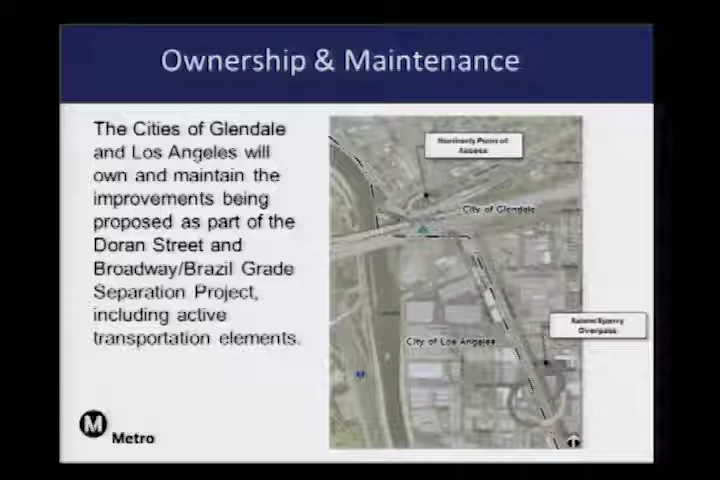 Ownership & Maintenance
The Cities of Glendale
and Los Angeles will
own and maintain the
improvements being
proposed as part of the
Doran Street and
Broadway/Brazil Grade
Separation Project,
including active
transportation elements.
Point of
Access
City of Glendale
Overpass
City of Los Angeles
M
Metro